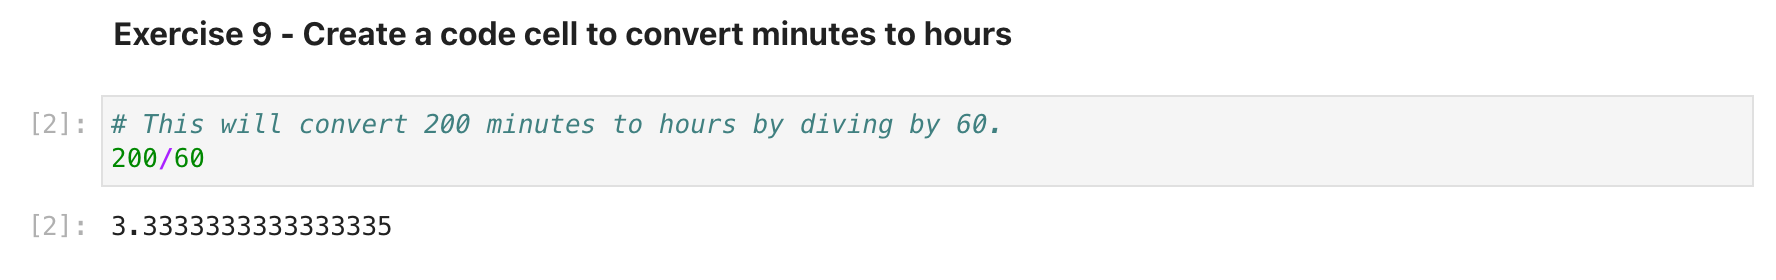 Exercise 9 - Create a code cell to convert minutes to hours
[2]: # This will convert 200 minutes to hours by diving by 60.
200/60
[2]: 3.3333333333333335